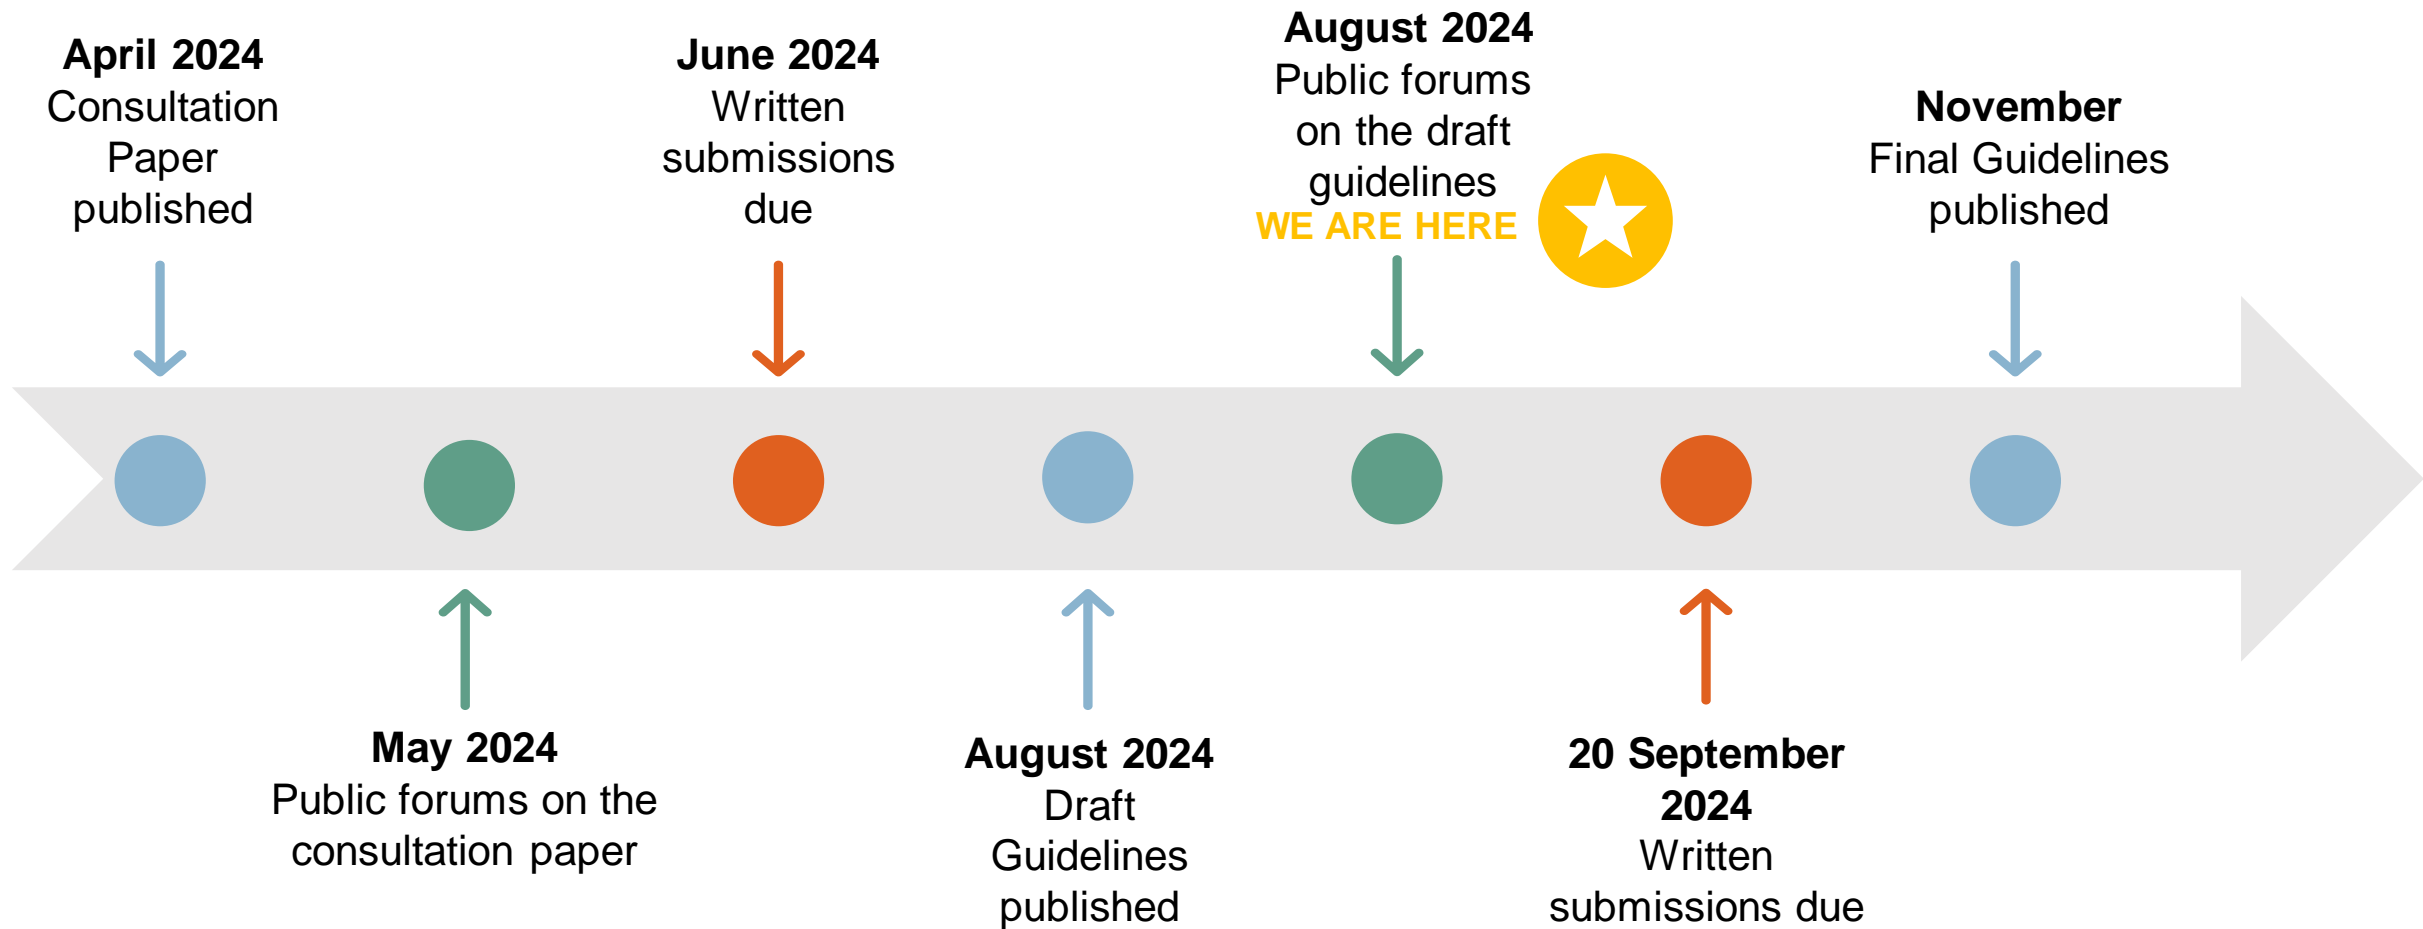 April 2024
Consultation
Paper
published
June 2024
Written
submissions
due
August 2024
Public forums
on the draft
guidelines
WE ARE HERE
November
Final Guidelines
published
May 2024
Public forums on the
consultation paper
August 2024
Draft
Guidelines
published
20 September
2024
Written
submissions due